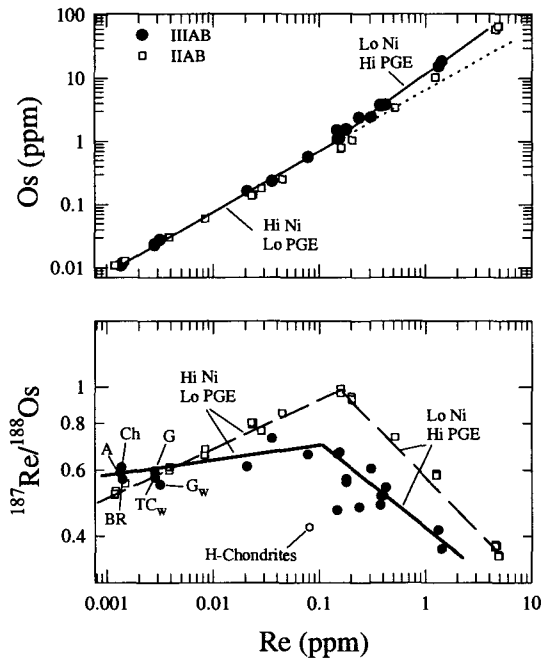 100
10
1
0.1
0.01
Os (ppm)
IIIAB
IIAB
Lo Ni
Hi PGE
Hi Ni
Lo PGE
1
0.8
0.6
0.4
187Re/188Os
Hi Ni
Lo PGE
Lo Ni
Hi PGE
A
Ch
G
BR
TCw
Gw
H-Chondrites
0.001
0.01
0.1
1
10
Re (ppm)